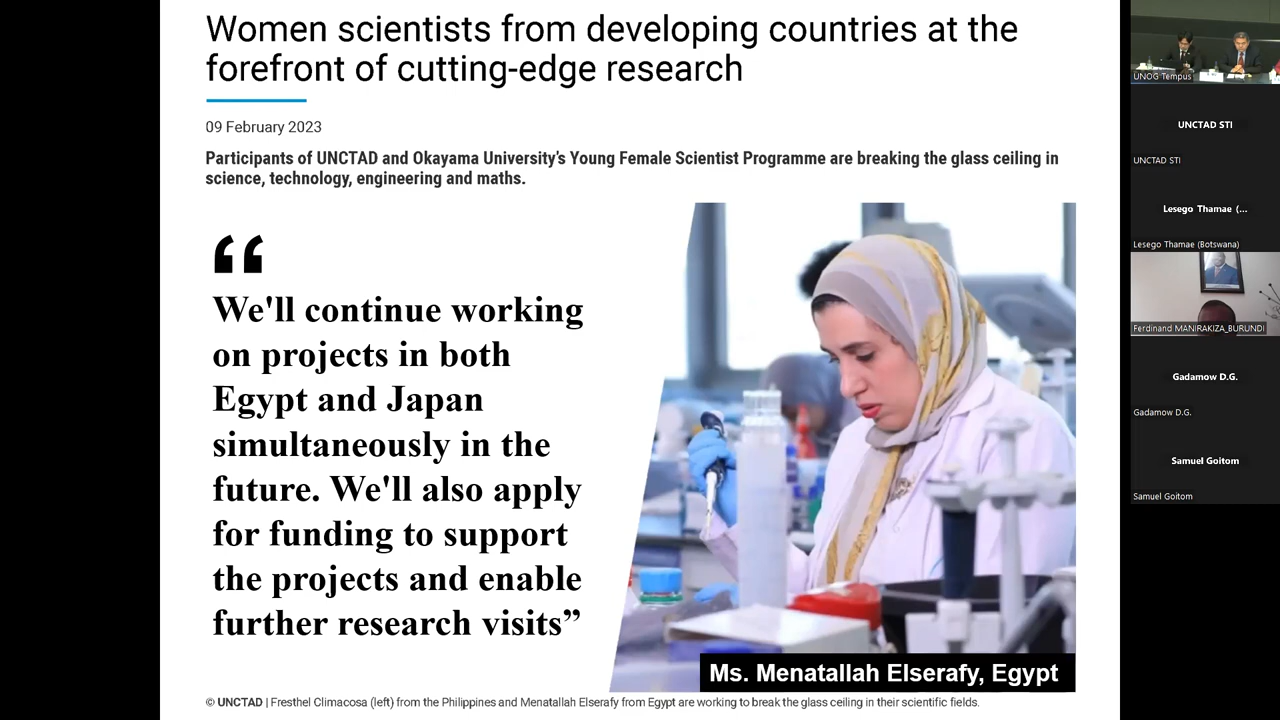 Women scientists from developing countries at the
forefront of cutting-edge research
09 February 2023
Participants of UNCTAD and Okayama University's Young Female Scientist Programme are breaking the glass ceiling in
science, technology, engineering and maths.
“
We'll continue working
on projects in both
Egypt and Japan
simultaneously in the
future. We'll also apply
for funding to support
the projects and enable
further research visits”
Ms. Menatallah Elserafy, Egypt
© UNCTAD | Fresthel Climacosa (left) from the Philippines and Menatallah Elserafy from Egypt are working to break the glass ceiling in their scientific fields.
UNOG Tempus
UNCTAD STI
UNCTAD STI
Lesego Thamae (...
Lesego Thamae (Botswana)
Ferdinand MANIRAKIZA_BURUNDI
Gadamow D.G.
Gadamow D.G.
Samuel Goitom
Samuel Goitom